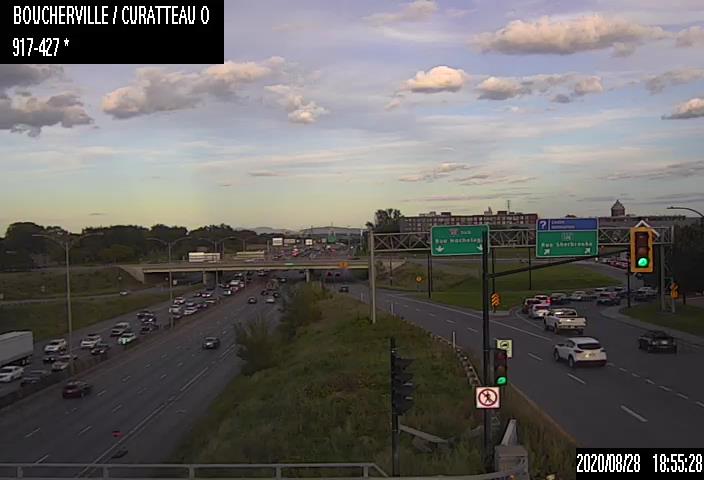 BOUCHERVILLE / CURATTEAU O
917-427 *
Rue Hochelaga
Rue Sherbrooke
2020/08/28 18:55:28